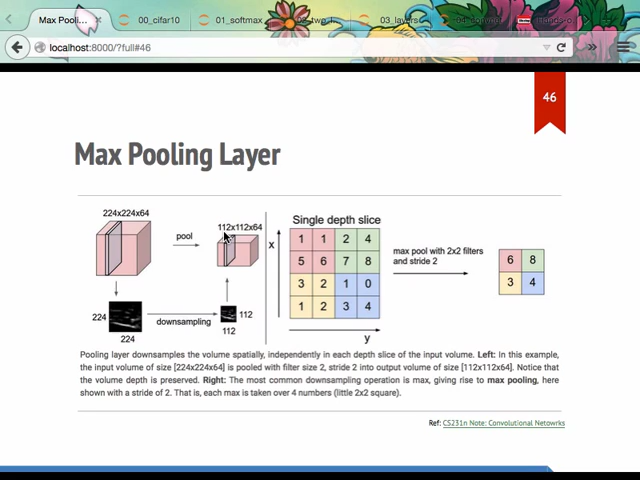 Max Pooli...
00_cifar10
01_softmax
localhost:8000/?full#46
46
Max Pooling Layer
224x224x64
pool
112x112x64
224
224
downsampling
112
112
Single depth slice
x
1 1 2 4
5 6 7 8
3 2 1 0
1 2 3 4
y
max pool with 2x2 filters
and stride 2
6 8
3 4
Pooling layer downsamples the volume spatially, independently in each depth slice of the input volume. Left: In this example,
the input volume of size [224x224x64] is pooled with filter size 2, stride 2 into output volume of size [112x112x64]. Notice that
the volume depth is preserved. Right: The most common downsampling operation is max, giving rise to max pooling, here
shown with a stride of 2. That is, each max is taken over 4 numbers (little 2x2 square).
Ref: CS231n Note: Convolutional Netowrks